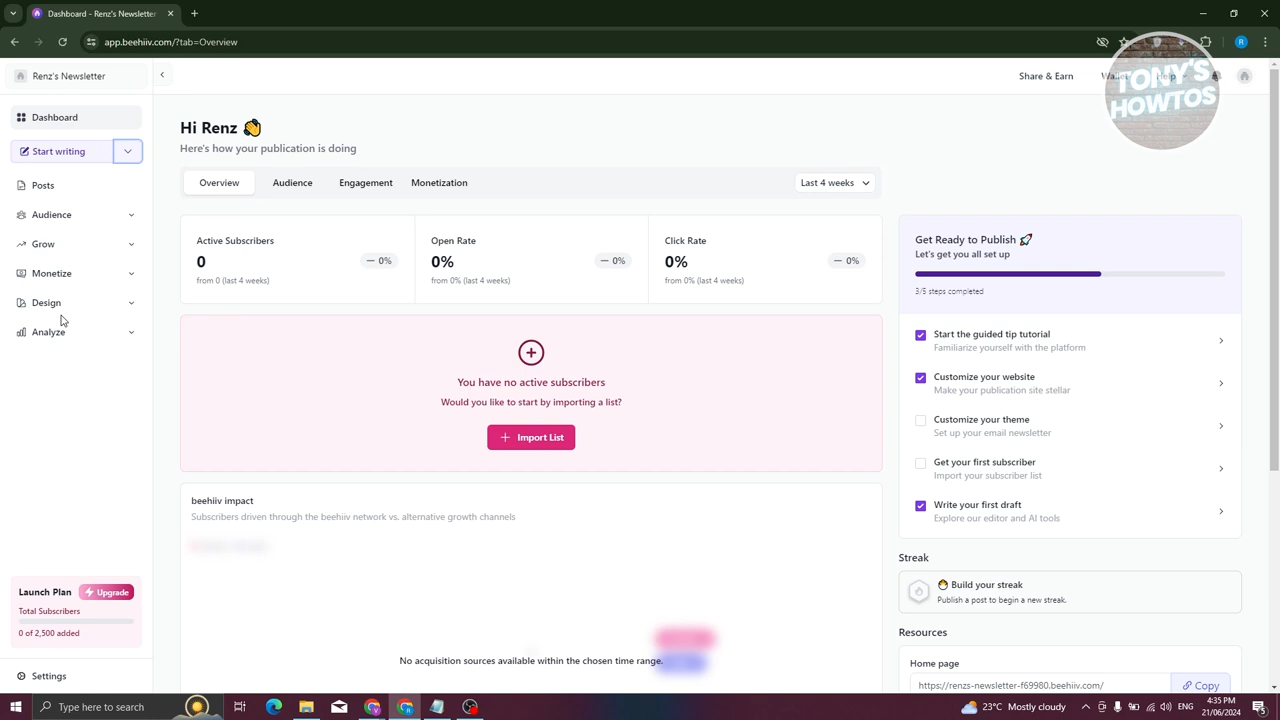 Dashboard - Renz's Newsletter
app.beehiiv.com/?tab=Overview
R
Renz's Newsletter
Share & Earn
Wallet
Help
TONY'S
HOWTOS
Dashboard
Start writing
Posts
Audience
Grow
Monetize
Design
Analyze
Launch Plan
Upgrade
Total Subscribers
0 of 2,500 added
Settings
Hi Renz
Here's how your publication is doing
Overview
Audience
Engagement
Monetization
Last 4 weeks
Active Subscribers
0
0%
from 0 (last 4 weeks)
Open Rate
0%
0%
from 0% (last 4 weeks)
Click Rate
0%
0%
from 0% (last 4 weeks)
You have no active subscribers
Would you like to start by importing a list?
Import List
beehiiv impact
Subscribers driven through the beehiiv network vs. alternative growth channels
No acquisition sources available within the chosen time range.
Get Ready to Publish
Let's get you all set up
3/5 steps completed
Start the guided tip tutorial
Familiarize yourself with the platform
Customize your website
Make your publication site stellar
Customize your theme
Set up your email newsletter
Get your first subscriber
Import your subscriber list
Write your first draft
Explore our editor and AI tools
Streak
Build your streak
Publish a post to begin a new streak.
Resources
Home page
https://renzs-newsletter-f69980.beehiiv.com/
Copy
Type here to search
23°C Mostly cloudy
4:35 PM
21/06/2024